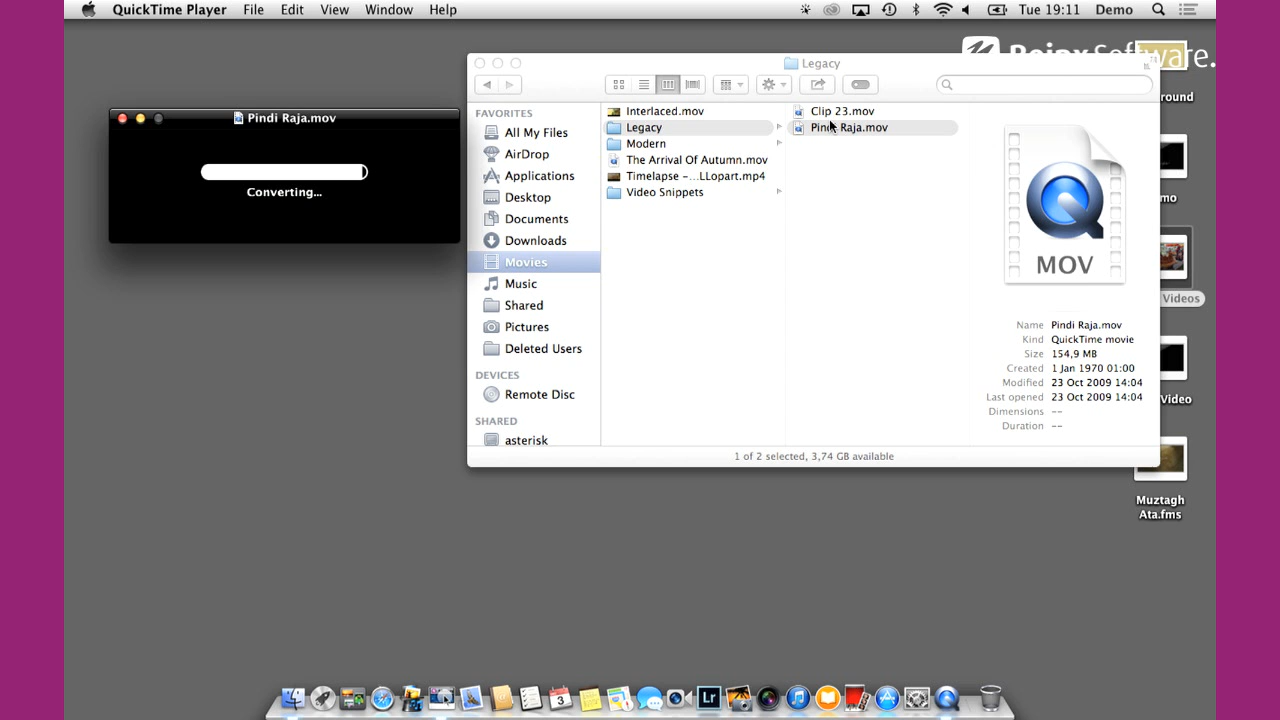 QuickTime Player File Edit View Window Help
Tue 19:11 Demo
Rojax Software.
Legacy
Pindi Raja.mov
Converting...
FAVORITES
All My Files
AirDrop
Applications
Desktop
Documents
Downloads
Movies
Music
Shared
Pictures
Deleted Users
DEVICES
Remote Disc
SHARED
asterisk
Interlaced.mov
Legacy
Modern
The Arrival Of Autumn.mov
Timelapse –...LLopart.mp4
Video Snippets
Clip 23.mov
Pindi Raja.mov
MOV
Name Pindi Raja.mov
Kind QuickTime movie
Size 154,9 MB
Created 1 Jan 1970 01:00
Modified 23 Oct 2009 14:04
Last opened 23 Oct 2009 14:04
Dimensions --
Duration --
1 of 2 selected, 3,74 GB available
round
mo
Videos
Video
Muztagh
Ata.fms
3
Lr